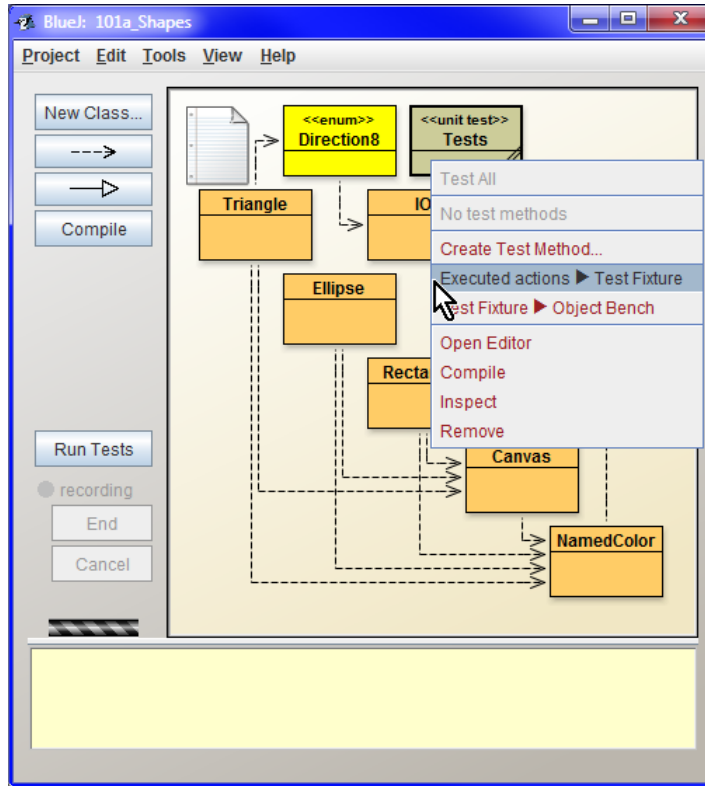 BlueJ: 101a_Shapes
Project Edit Tools View Help
New Class...
Compile
Run Tests
recording
End
Cancel
<<enum>>
Direction8
<<unit test>>
Tests
Triangle
IO
Ellipse
Recta
Canvas
NamedColor
Test All
No test methods
Create Test Method...
Executed actions ▶ Test Fixture
Test Fixture ▶ Object Bench
Open Editor
Compile
Inspect
Remove